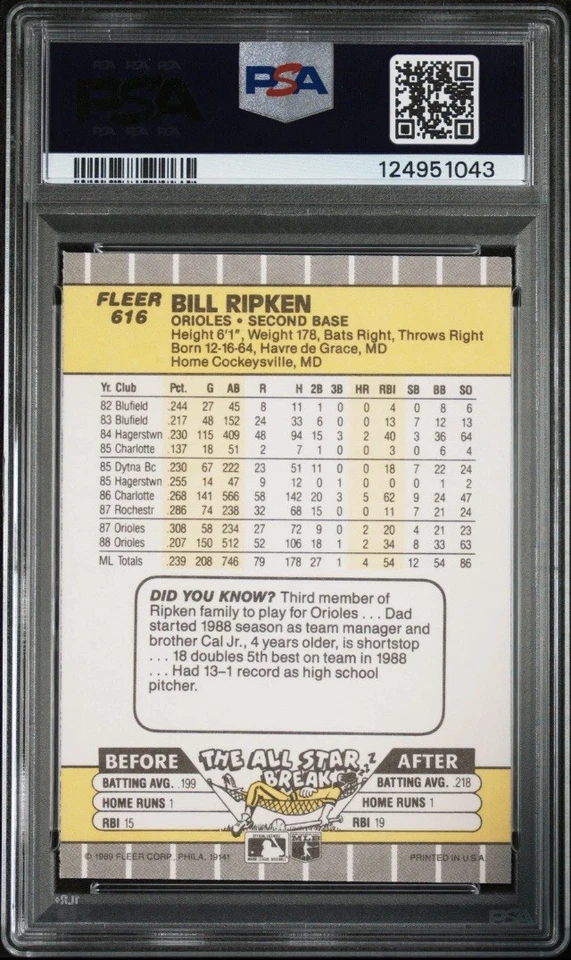 PSA PSA PSA
PSA
PSA PSA PSA
PSA
124951043
FLEER
616
BILL RIPKEN
ORIOLES • SECOND BASE
Height 6'1", Weight 178, Bats Right, Throws Right
Born 12-16-64, Havre de Grace, MD
Home Cockeysville, MD
Yr. Club Pct. G AB R H 2B 3B HR RBI SB BB SO
82 Blufield .244 27 45 8 11 1 0 0 4 0 8 6
83 Blufield .217 48 152 24 33 6 0 0 13 7 12 13
84 Hagerstwn .230 115 409 48 94 15 3 2 40 3 36 64
85 Charlotte .137 18 51 2 7 1 0 0 3 0 6 4
85 Dytna Bc .230 67 222 23 51 11 0 0 18 7 22 24
85 Hagerstwn .255 14 47 9 12 0 1 0 0 0 1 2
86 Charlotte .268 141 566 58 142 20 3 5 62 9 24 47
87 Rochestr .286 74 238 32 68 15 0 0 11 7 21 24
87 Orioles .308 58 234 27 72 9 0 2 20 4 21 23
88 Orioles .207 150 512 52 106 18 1 2 34 8 33 63
ML Totals .239 208 746 79 178 27 1 4 54 12 54 86
DID YOU KNOW? Third member of
Ripken family to play for Orioles . . . Dad
started 1988 season as team manager and
brother Cal Jr., 4 years older, is shortstop
. . . 18 doubles 5th best on team in 1988
. . . Had 13–1 record as high school
pitcher.
BEFORE THE ALL STAR BREAK AFTER
BATTING AVG. .199 BATTING AVG. .218
HOME RUNS 1 HOME RUNS 1
RBI 15 RBI 19
© 1989 FLEER CORP., PHILA. 19141 MLB PRINTED IN U.S.A.
PSA